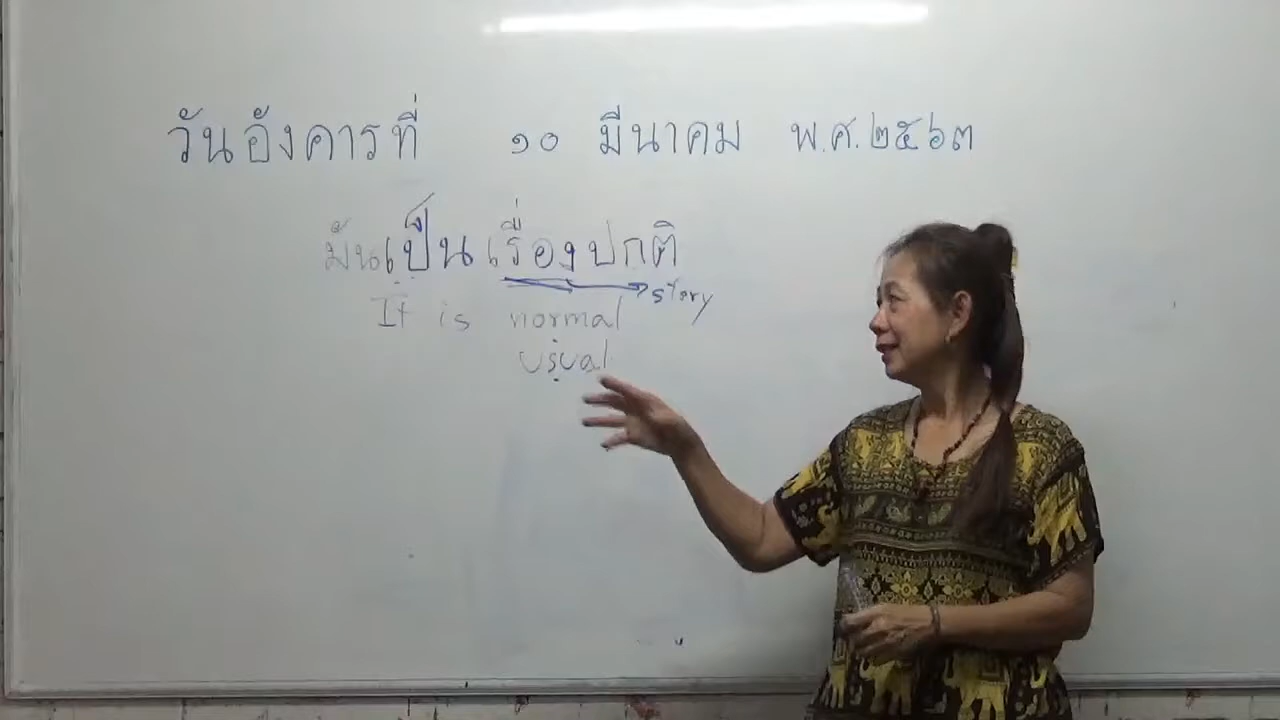 วันอังคารที่ ๑๐ มีนาคม พ.ศ.๒๕๖๓
มันเป็นเรื่องปกติ
story
It is normal
usual